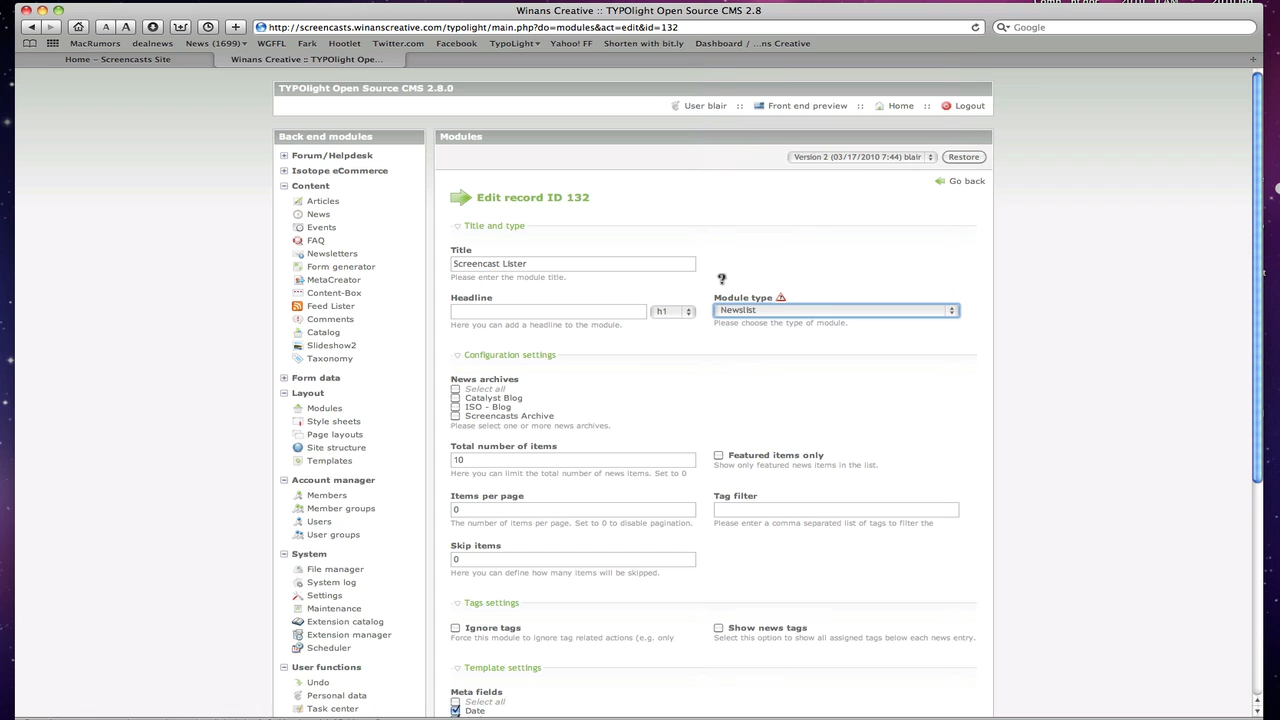 Winans Creative :: TYPOlight Open Source CMS 2.8
http://screencasts.winanscreative.com/typolight/main.php?do=modules&act=edit&id=132
Google
MacRumors dealnews News (1699) WGFFL Fark Hootlet Twitter.com Facebook TypoLight Yahoo! FF Shorten with bit.ly Dashboard / ...ns Creative
Home – Screencasts Site
Winans Creative :: TYPOlight Ope...
TYPOlight Open Source CMS 2.8.0
User blair :: Front end preview :: Home :: Logout
Back end modules
Forum/Helpdesk
Isotope eCommerce
Content
Articles
News
Events
FAQ
Newsletters
Form generator
MetaCreator
Content-Box
Feed Lister
Comments
Catalog
Slideshow2
Taxonomy
Form data
Layout
Modules
Style sheets
Page layouts
Site structure
Templates
Account manager
Members
Member groups
Users
User groups
System
File manager
System log
Settings
Maintenance
Extension catalog
Extension manager
Scheduler
User functions
Undo
Personal data
Task center
Modules
Version 2 (03/17/2010 7:44) blair
Restore
Go back
Edit record ID 132
Title and type
Title
Screencast Lister
Please enter the module title.
Headline
h1
Here you can add a headline to the module.
Module type
Newslist
Please choose the type of module.
Configuration settings
News archives
Select all
Catalyst Blog
ISO - Blog
Screencasts Archive
Please select one or more news archives.
Total number of items
10
Here you can limit the total number of news items. Set to 0
Featured items only
Show only featured news items in the list.
Items per page
0
The number of items per page. Set to 0 to disable pagination.
Tag filter
Please enter a comma separated list of tags to filter the
Skip items
0
Here you can define how many items will be skipped.
Tags settings
Ignore tags
Force this module to ignore tag related actions (e.g. only
Show news tags
Select this option to show all assigned tags below each news entry.
Template settings
Meta fields
Select all
Date